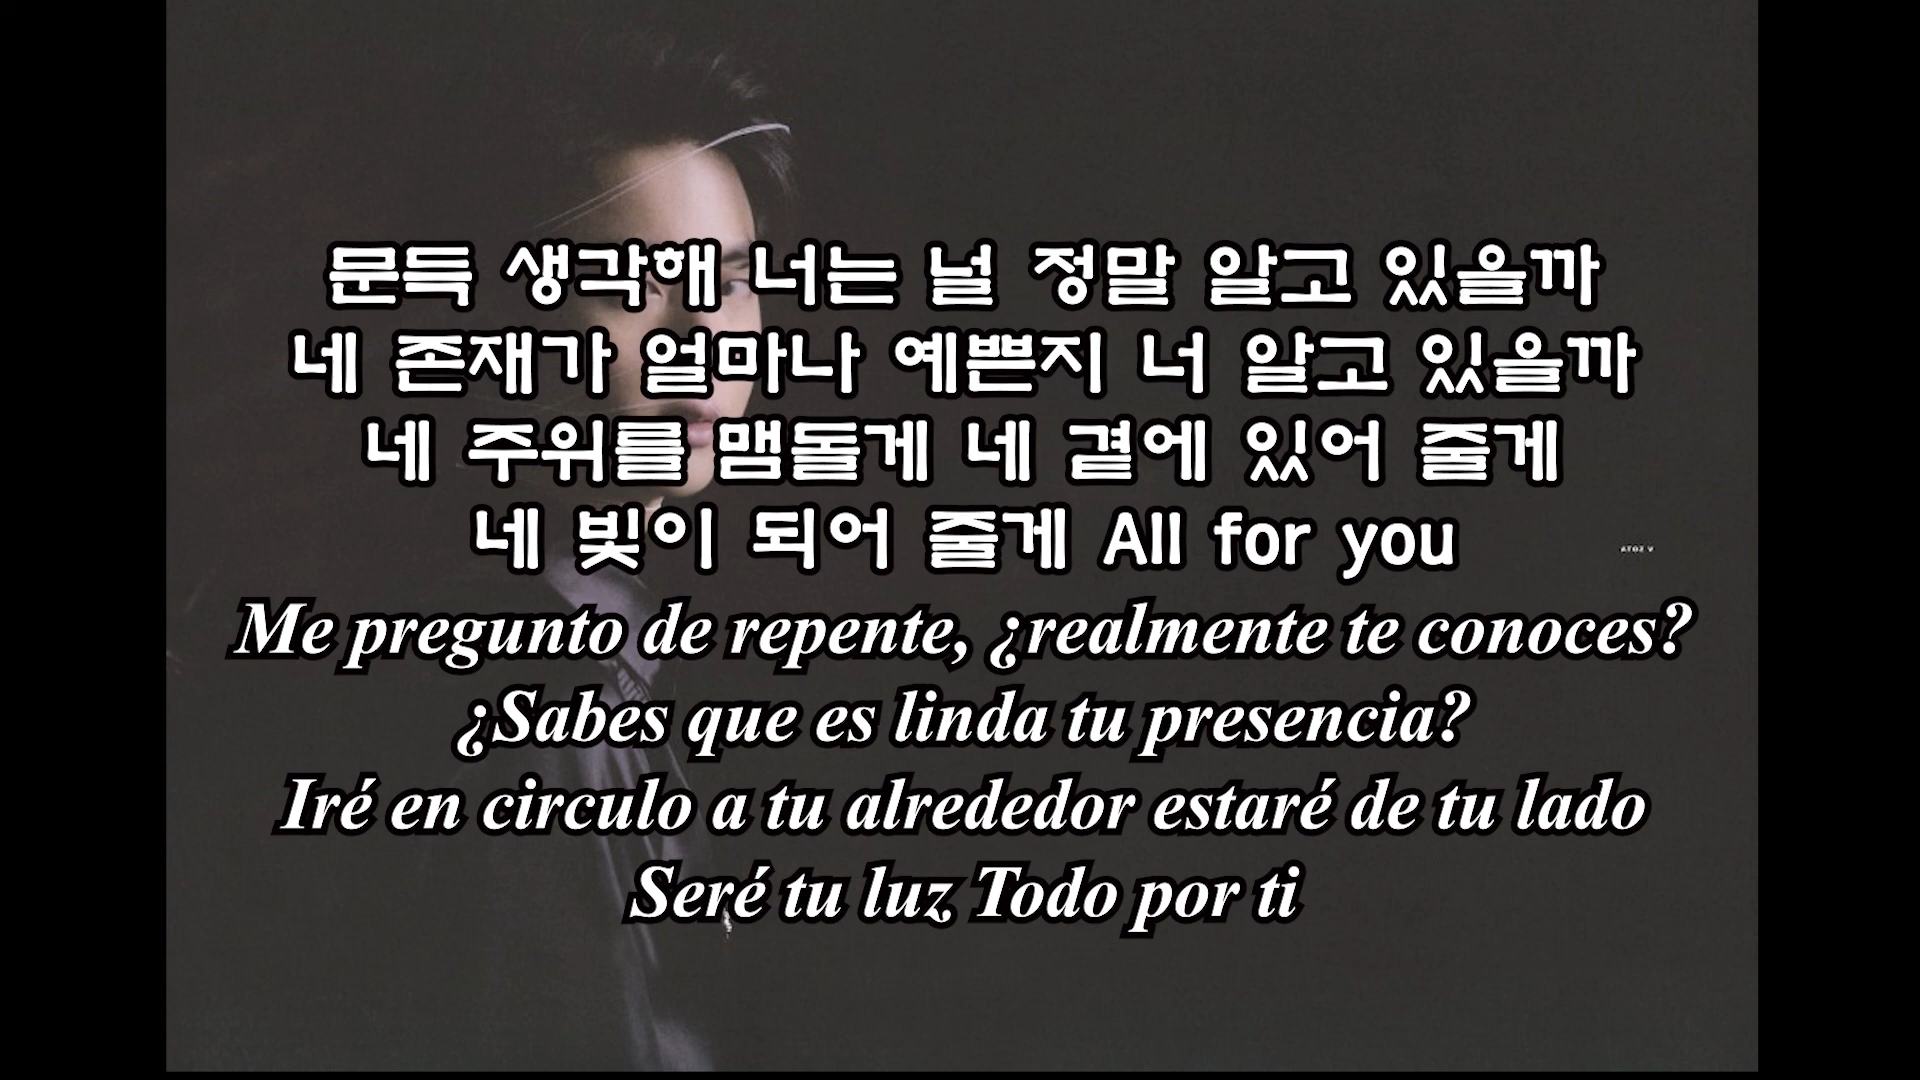 문득 생각해 너는 널 정말 알고 있을까
네 존재가 얼마나 예쁜지 너 알고 있을까
네 주위를 맴돌게 네 곁에 있어 줄게
네 빛이 되어 줄게 All for you
Me pregunto de repente, ¿realmente te conoces?
¿Sabes que es linda tu presencia?
Iré en circulo a tu alrededor estaré de tu lado
Seré tu luz Todo por ti